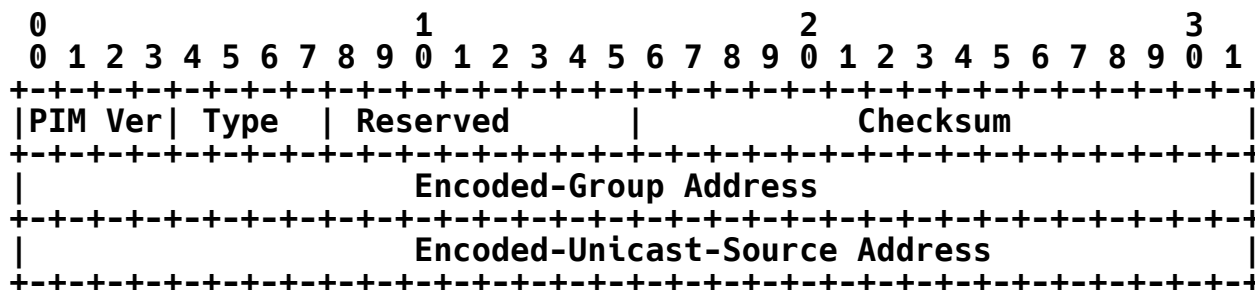 0                   1                   2                   3
0 1 2 3 4 5 6 7 8 9 0 1 2 3 4 5 6 7 8 9 0 1 2 3 4 5 6 7 8 9 0 1
+-+-+-+-+-+-+-+-+-+-+-+-+-+-+-+-+-+-+-+-+-+-+-+-+-+-+-+-+-+-+-+-+
|PIM Ver| Type  | Reserved      |           Checksum            |
+-+-+-+-+-+-+-+-+-+-+-+-+-+-+-+-+-+-+-+-+-+-+-+-+-+-+-+-+-+-+-+-+
|                    Encoded-Group Address                      |
+-+-+-+-+-+-+-+-+-+-+-+-+-+-+-+-+-+-+-+-+-+-+-+-+-+-+-+-+-+-+-+-+
|                    Encoded-Unicast-Source Address             |
+-+-+-+-+-+-+-+-+-+-+-+-+-+-+-+-+-+-+-+-+-+-+-+-+-+-+-+-+-+-+-+-+